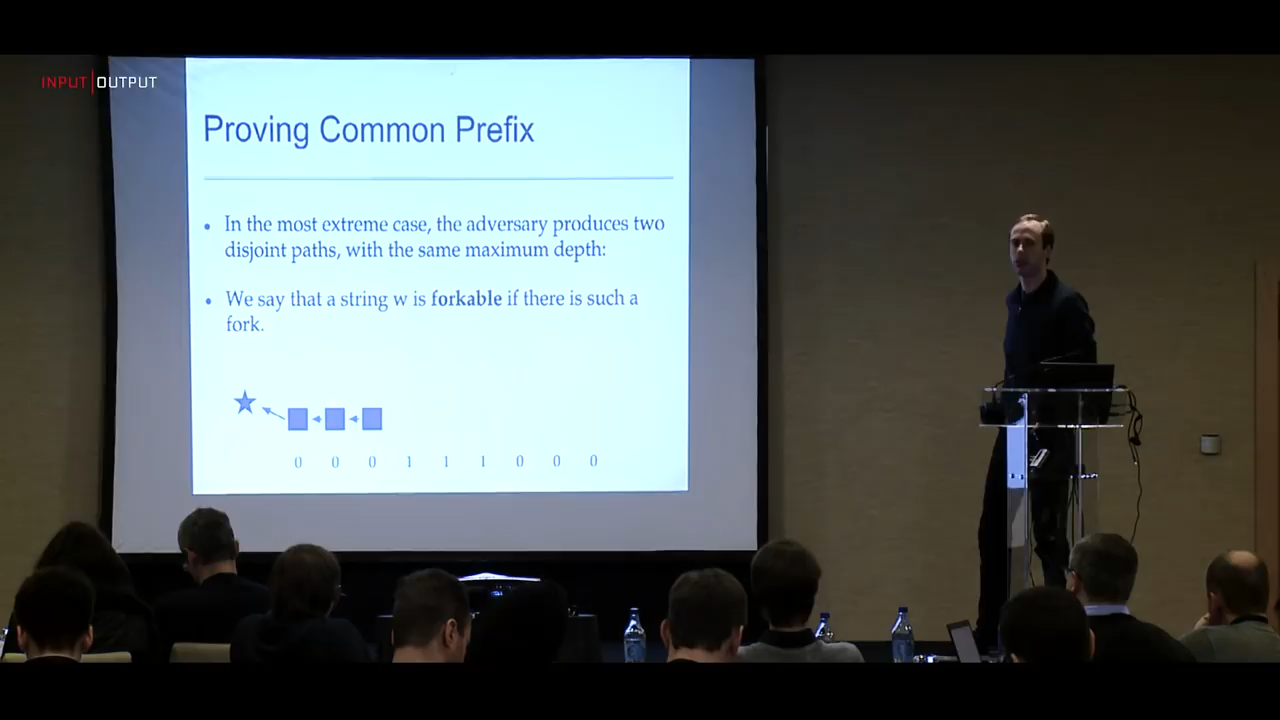 INPUT|OUTPUT
Proving Common Prefix
• In the most extreme case, the adversary produces two
disjoint paths, with the same maximum depth:
• We say that a string w is forkable if there is such a
fork.
0 0 0 1 1 1 0 0 0